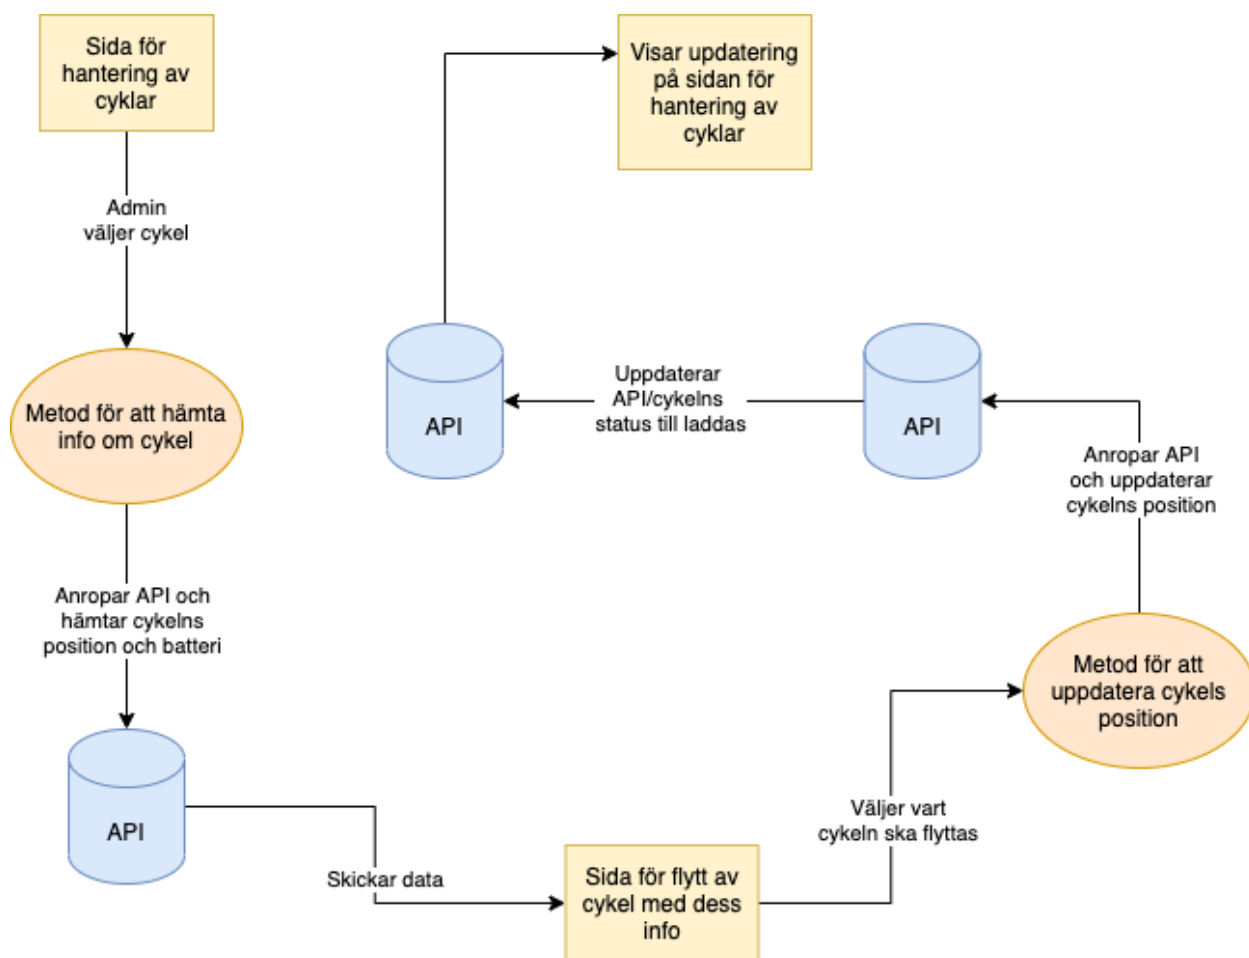 Sida för
hantering av
cyklar
Admin
väljer cykel
Metod för att hämta
info om cykel
Anropar API och
hämtar cykelns
position och batteri
API
Skickar data
Sida för flytt av
cykel med dess
info
Väljer vart
cykeln ska flyttas
Metod för att
uppdatera cykels
position
Anropar API
och uppdaterar
cykelns position
API
Uppdaterar
API/cykelns
status till laddas
API
Visar updatering
på sidan för
hantering av
cyklar